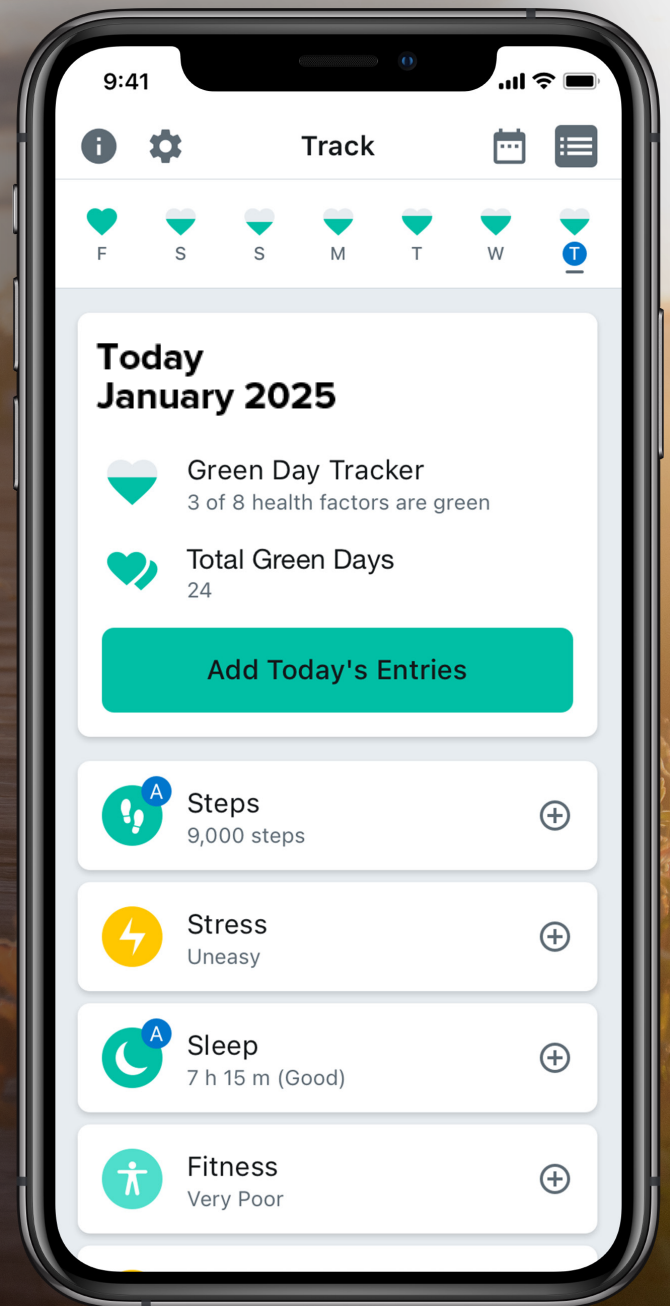 9:41
Track
F S S M T W T
Today
January 2025
Green Day Tracker
3 of 8 health factors are green
Total Green Days
24
Add Today's Entries
A
Steps
9,000 steps
Stress
Uneasy
A
Sleep
7 h 15 m (Good)
Fitness
Very Poor